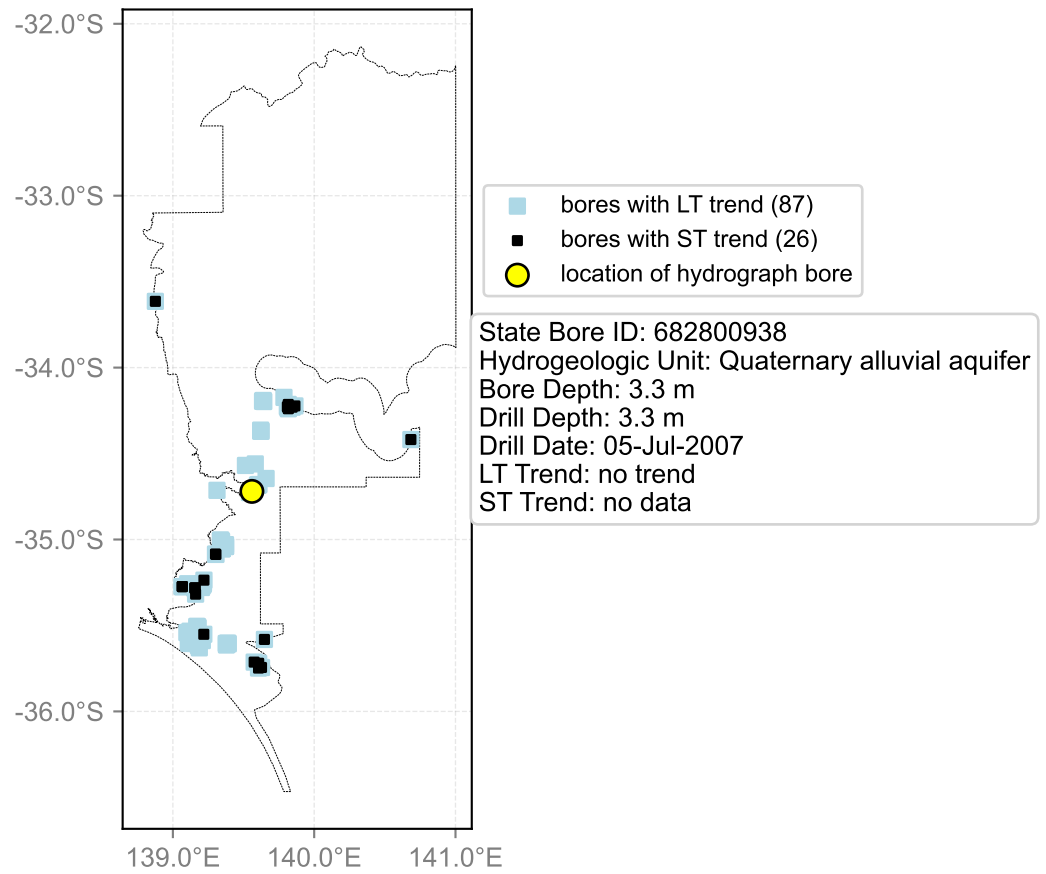 -32.0°S
-33.0°S
-34.0°S
-35.0°S
-36.0°S
139.0°E 140.0°E 141.0°E
bores with LT trend (87)
bores with ST trend (26)
location of hydrograph bore
State Bore ID: 682800938
Hydrogeologic Unit: Quaternary alluvial aquifer
Bore Depth: 3.3 m
Drill Depth: 3.3 m
Drill Date: 05-Jul-2007
LT Trend: no trend
ST Trend: no data